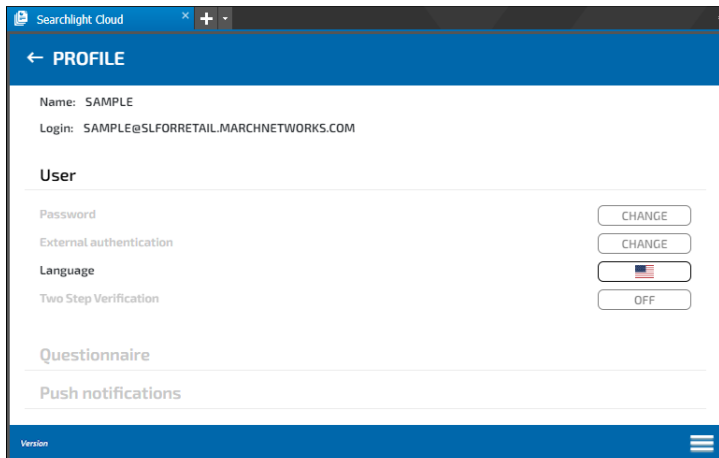 Searchlight Cloud
PROFILE
Name: SAMPLE
Login: SAMPLE@SLFORRETAIL.MARCHNETWORKS.COM
User
Password CHANGE
External authentication CHANGE
Language
Two Step Verification OFF
Questionnaire
Push notifications
Version